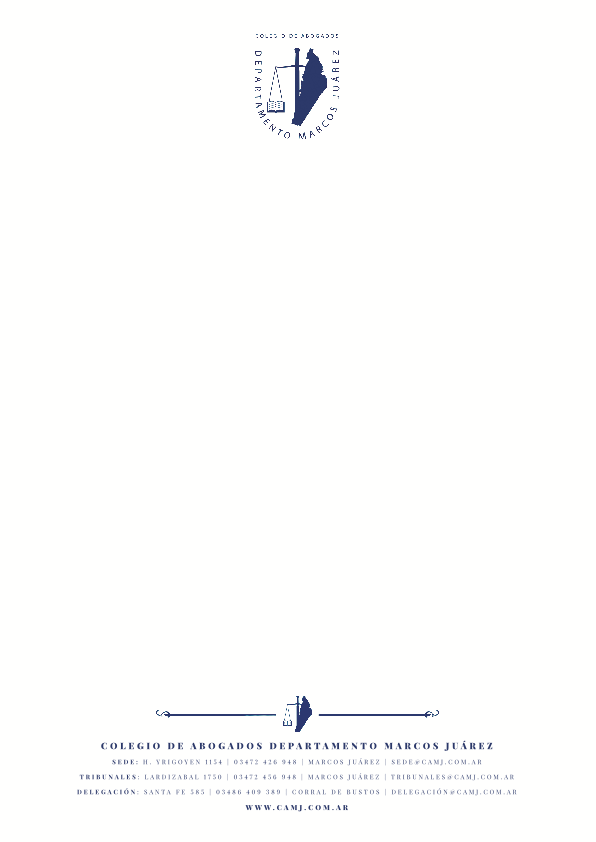 COLEGIO DE ABOGADOS
DEPARTAMENTO MARCOS JUÁREZ
COLEGIO DE ABOGADOS DEPARTAMENTO MARCOS JUÁREZ
SEDE: H. YRIGOYEN 1154 | 03472 426 948 | MARCOS JUÁREZ | SEDE@CAMJ.COM.AR
TRIBUNALES: LARDIZABAL 1750 | 03472 456 948 | MARCOS JUÁREZ | TRIBUNALES@CAMJ.COM.AR
DELEGACIÓN: SANTA FE 585 | 03486 409 389 | CORRAL DE BUSTOS | DELEGACIÓN@CAMJ.COM.AR
WWW.CAMJ.COM.AR